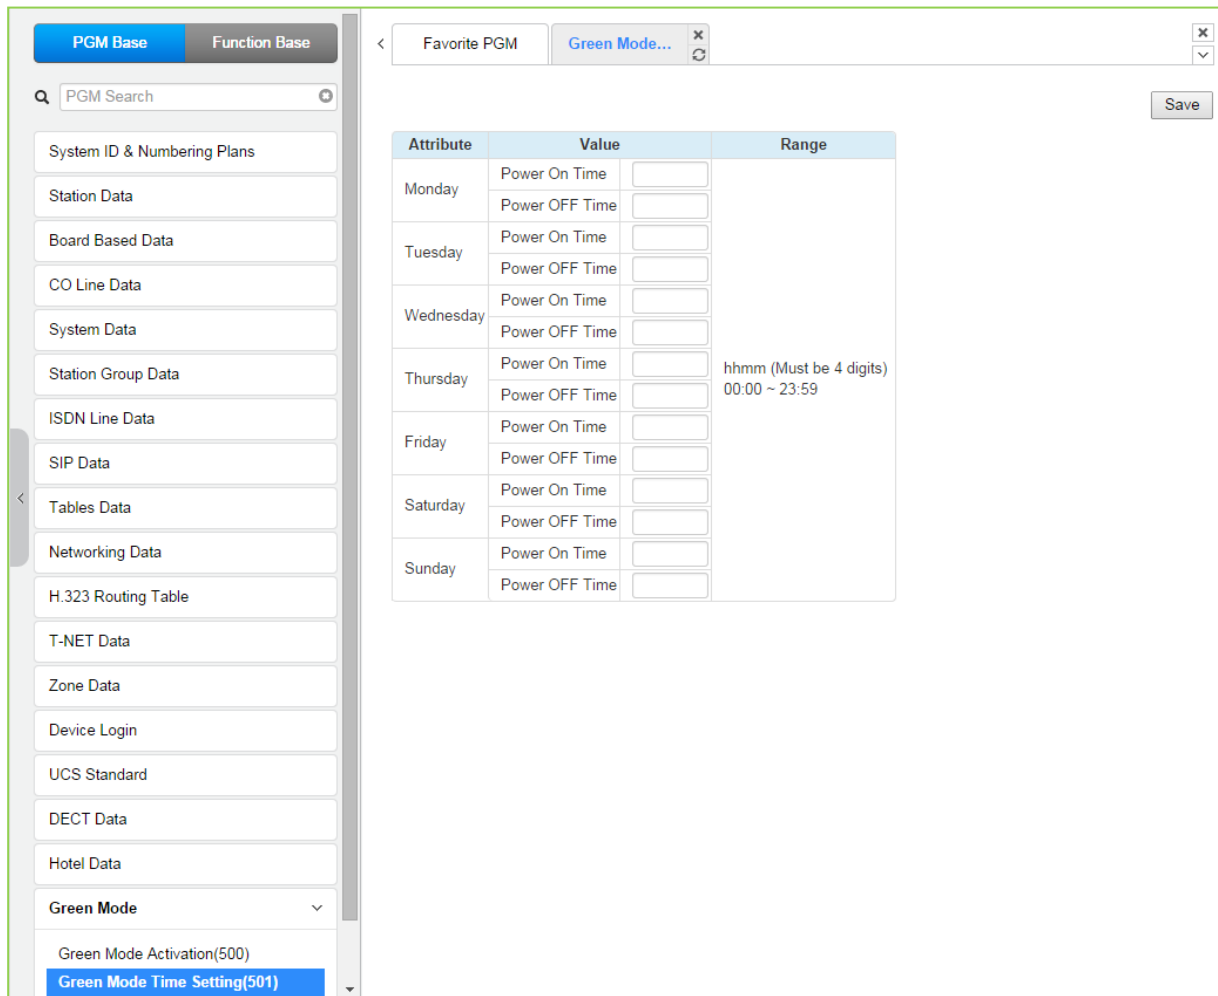 PGM Base Function Base
PGM Search
System ID & Numbering Plans
Station Data
Board Based Data
CO Line Data
System Data
Station Group Data
ISDN Line Data
SIP Data
Tables Data
Networking Data
H.323 Routing Table
T-NET Data
Zone Data
Device Login
UCS Standard
DECT Data
Hotel Data
Green Mode
Green Mode Activation(500)
Green Mode Time Setting(501)
Favorite PGM Green Mode...
Save
Attribute Value Range
Monday
Power On Time
Power OFF Time
Tuesday
Power On Time
Power OFF Time
Wednesday
Power On Time
Power OFF Time
Thursday
Power On Time
Power OFF Time
Friday
Power On Time
Power OFF Time
Saturday
Power On Time
Power OFF Time
Sunday
Power On Time
Power OFF Time
hhmm (Must be 4 digits)
00:00 ~ 23:59